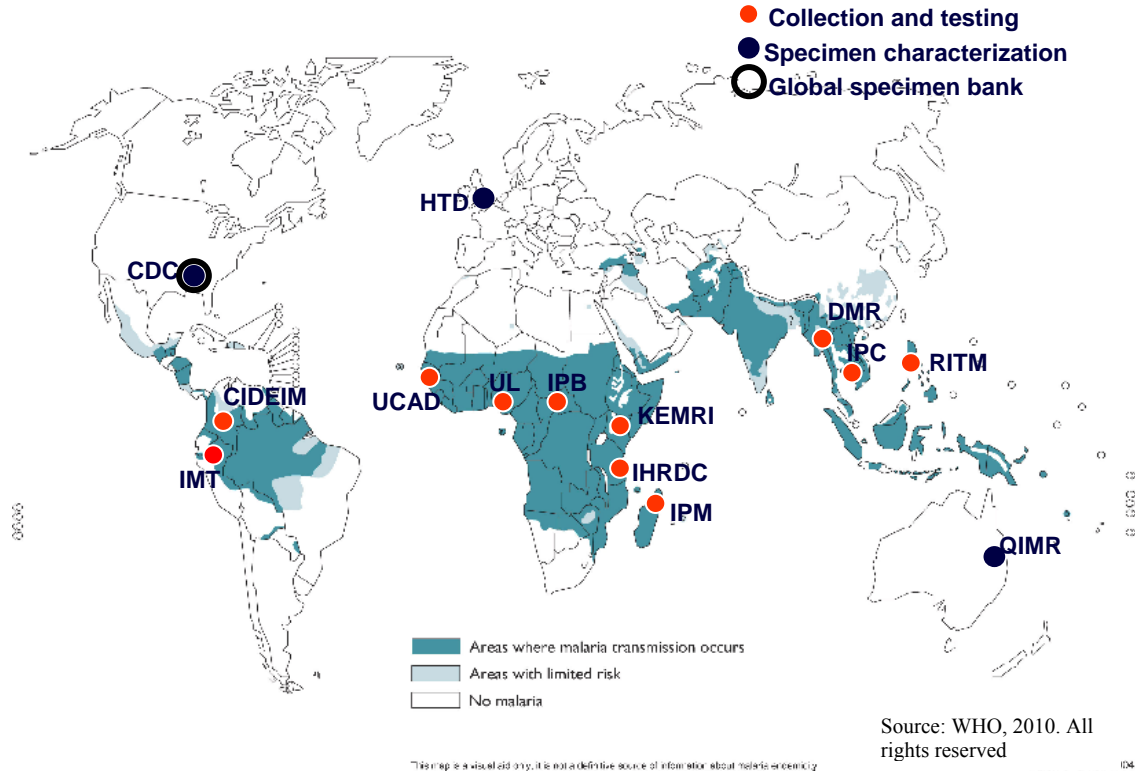 Collection and testing
Specimen characterization
Global specimen bank
HTD
CDC
DMR
IPC
RITM
CIDEIM
UCAD
UL
IPB
KEMRI
IMT
IHRDC
IPM
QIMR
Areas where malaria transmission occurs
Areas with limited risk
No malaria
Source: WHO, 2010. All
rights reserved
This map is a visual aid only, it is not a definitive source of information about malaria endemicity